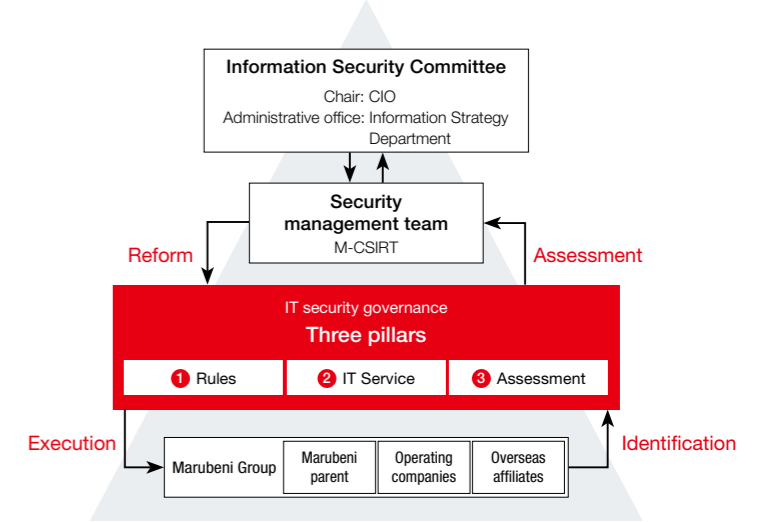 Information Security Committee
Chair: CIO
Administrative office: Information Strategy
Department
Security
management team
M-CSIRT
Reform
Assessment
IT security governance
Three pillars
1 Rules
2 IT Service
3 Assessment
Execution
Identification
Marubeni Group
Marubeni
parent
Operating
companies
Overseas
affiliates